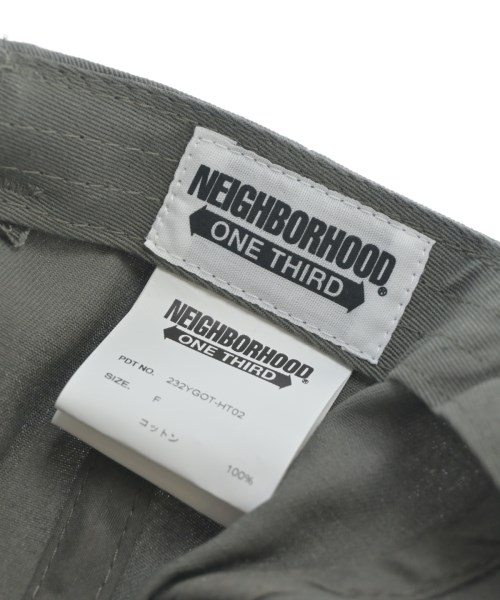 NEIGHBORHOOD®
ONE THIRD
NEIGHBORHOOD®
ONE THIRD
PDT NO. 232YGOT-HT02
SIZE. F
コットン 100%